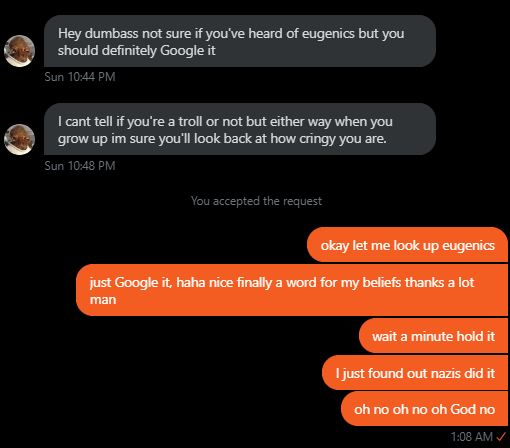 Hey dumbass not sure if you've heard of eugenics but you
should definitely Google it
Sun 10:44 PM
I cant tell if you're a troll or not but either way when you
grow up im sure you'll look back at how cringy you are.
Sun 10:48 PM
You accepted the request
okay let me look up eugenics
just Google it, haha nice finally a word for my beliefs thanks a lot
man
wait a minute hold it
I just found out nazis did it
oh no oh no oh God no
1:08 AM ✓